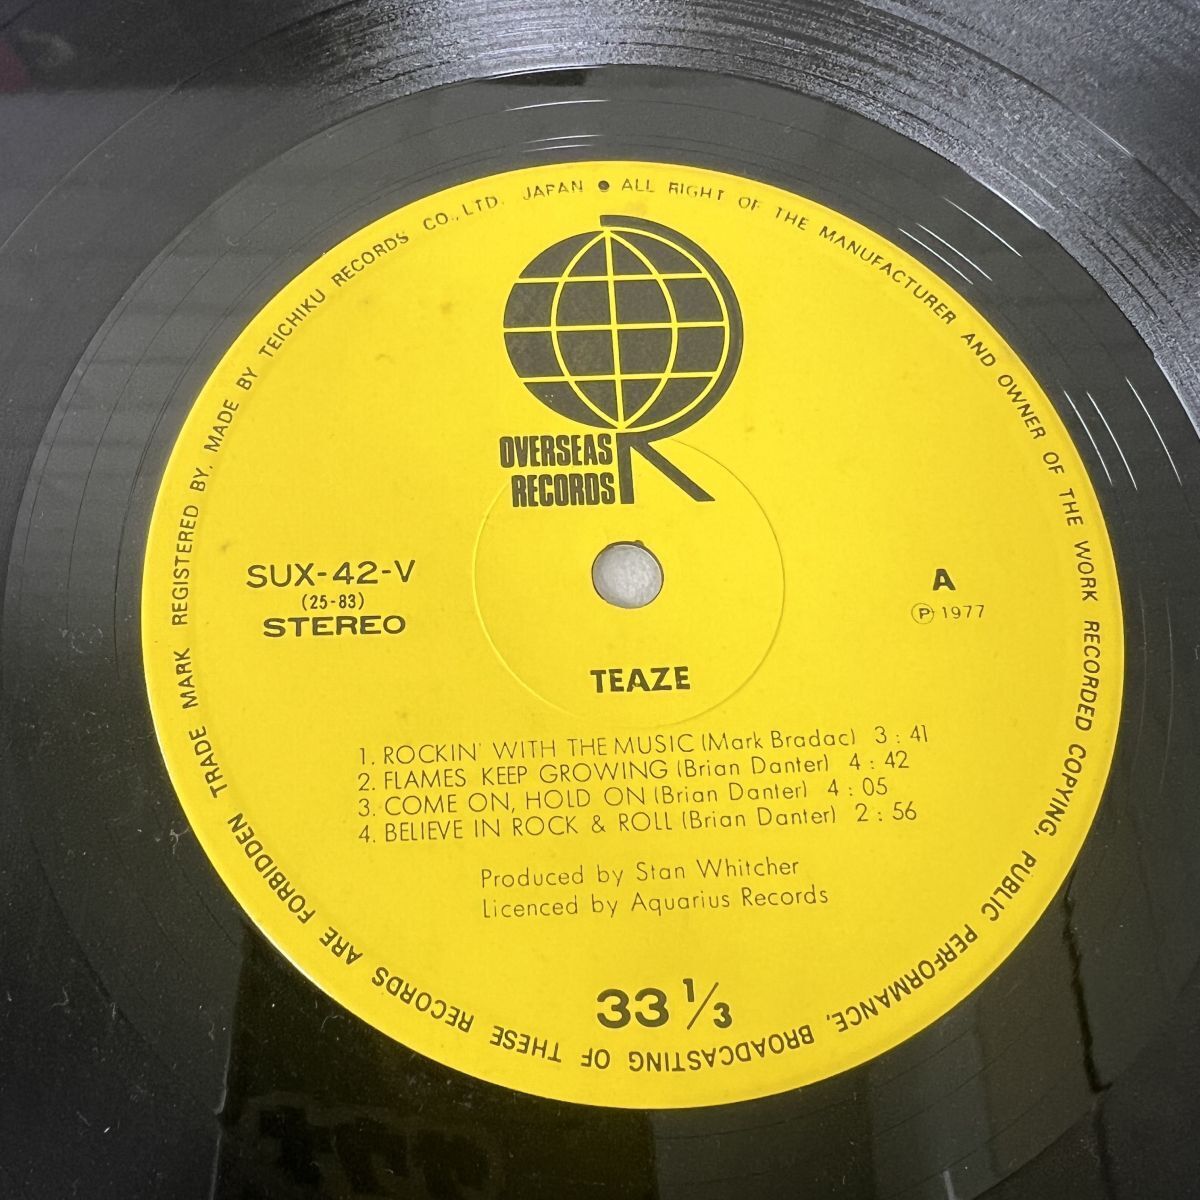 ALL RIGHT OF THE MANUFACTURER AND OWNER OF THE WORK RECORDED COPYING, PUBLIC PERFORMANCE, BROADCASTING OF THESE RECORDS ARE FORBIDDEN TRADE MARK REGISTERED BY. MADE BY TEICHIKU RECORDS CO., LTD. JAPAN ●
OVERSEAS
RECORDS
SUX-42-V
(25-83)
STEREO
A
Ⓟ 1977
TEAZE
1. ROCKIN' WITH THE MUSIC (Mark Bradac) 3 : 41
2. FLAMES KEEP GROWING (Brian Danter) 4 : 42
3. COME ON, HOLD ON (Brian Danter) 4 : 05
4. BELIEVE IN ROCK & ROLL (Brian Danter) 2 : 56
Produced by Stan Whitcher
Licenced by Aquarius Records
33 1/3